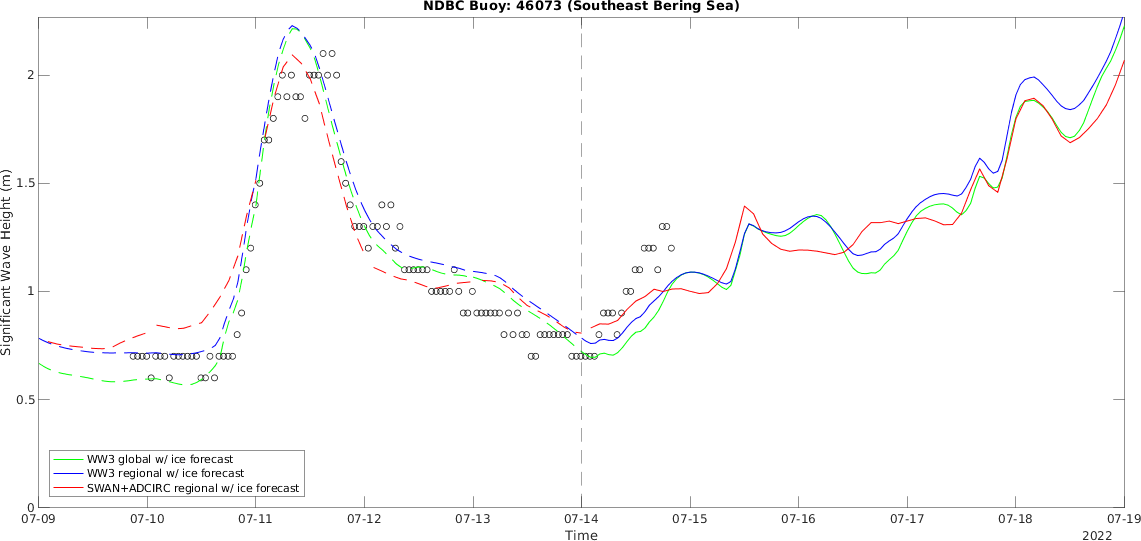 NDBC Buoy: 46073 (Southeast Bering Sea)
Significant Wave Height (m)
2
1.5
1
0.5
0
WW3 global w/ ice forecast
WW3 regional w/ ice forecast
SWAN+ADCIRC regional w/ ice forecast
07-09 07-10 07-11 07-12 07-13 07-14 07-15 07-16 07-17 07-18 07-19
Time
2022